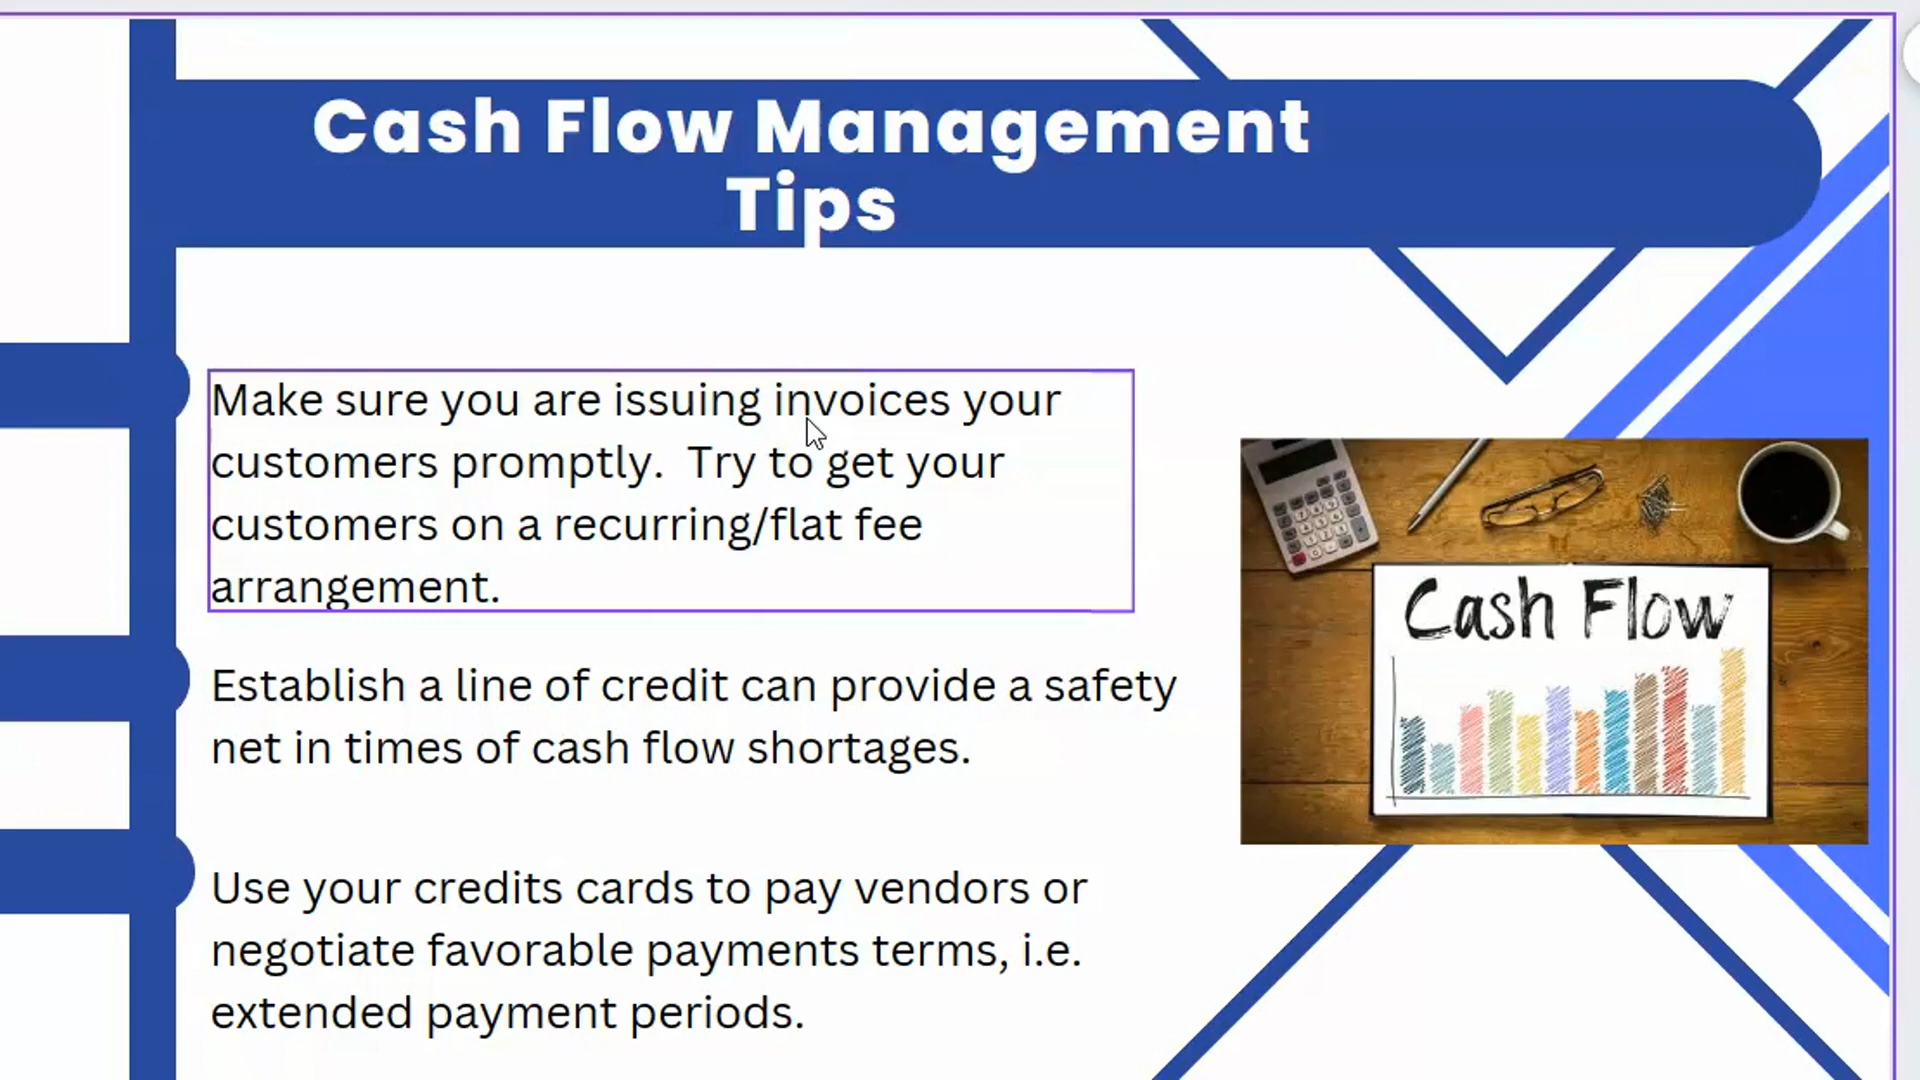 Cash Flow Management
Tips
Make sure you are issuing invoices your
customers promptly.  Try to get your
customers on a recurring/flat fee
arrangement.
Establish a line of credit can provide a safety
net in times of cash flow shortages.
Use your credits cards to pay vendors or
negotiate favorable payments terms, i.e.
extended payment periods.
Cash Flow